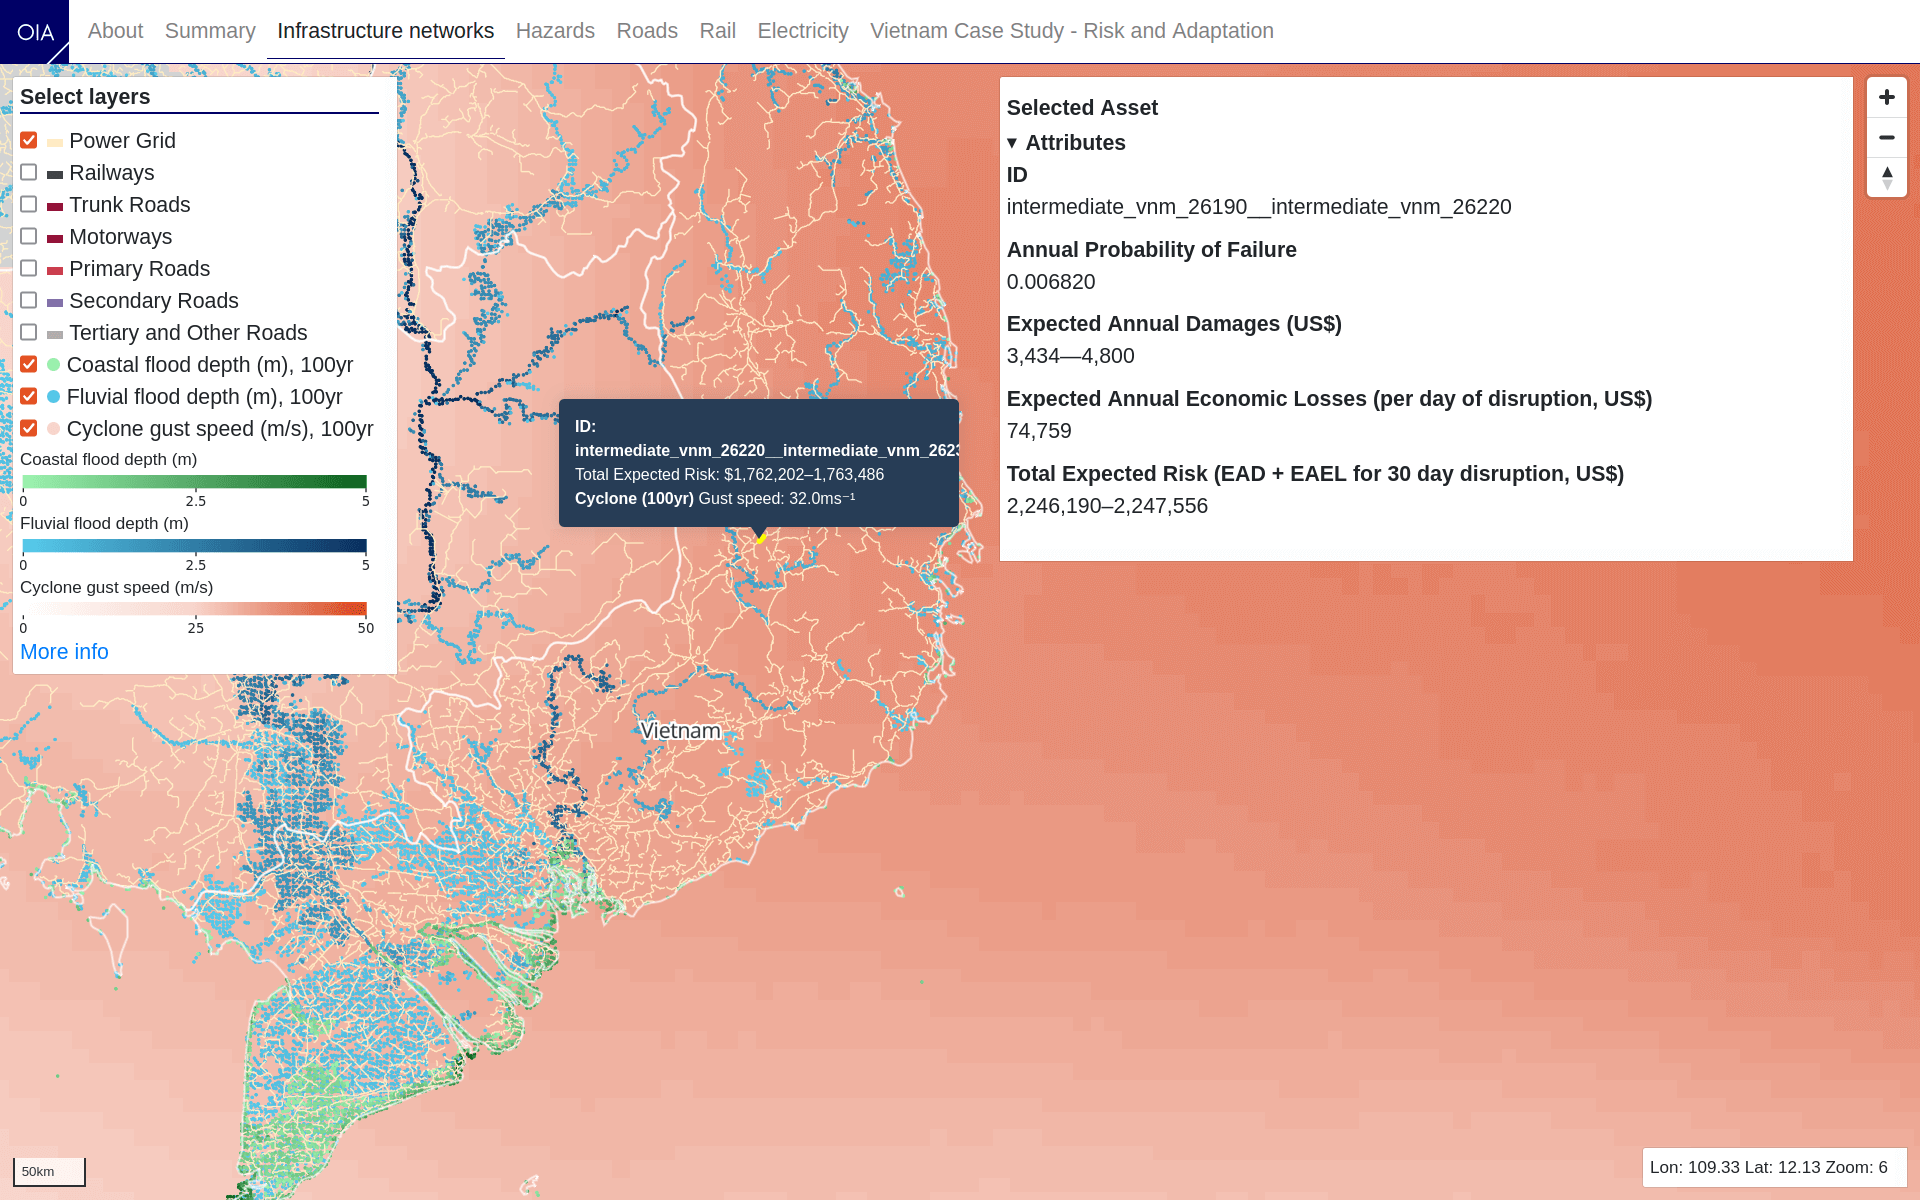 OIA
About Summary Infrastructure networks Hazards Roads Rail Electricity Vietnam Case Study - Risk and Adaptation
Select layers
Power Grid
Railways
Trunk Roads
Motorways
Primary Roads
Secondary Roads
Tertiary and Other Roads
Coastal flood depth (m), 100yr
Fluvial flood depth (m), 100yr
Cyclone gust speed (m/s), 100yr
Coastal flood depth (m)
0 2.5 5
Fluvial flood depth (m)
0 2.5 5
Cyclone gust speed (m/s)
0 25 50
More info
ID:
intermediate_vnm_26220__intermediate_vnm_2623
Total Expected Risk: $1,762,202–1,763,486
Cyclone (100yr) Gust speed: 32.0ms⁻¹
Vietnam
Selected Asset
▼ Attributes
ID
intermediate_vnm_26190__intermediate_vnm_26220
Annual Probability of Failure
0.006820
Expected Annual Damages (US$)
3,434—4,800
Expected Annual Economic Losses (per day of disruption, US$)
74,759
Total Expected Risk (EAD + EAEL for 30 day disruption, US$)
2,246,190–2,247,556
50km
Lon: 109.33 Lat: 12.13 Zoom: 6